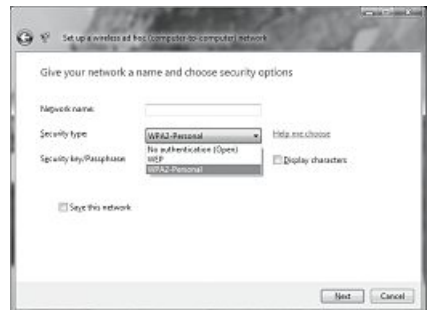 Set up a wireless ad hoc (computer-to-computer) network
Give your network a name and choose security options
Network name:
Security type: WPA2-Personal Help me choose
No authentication (Open)
WEP
WPA2-Personal
Security key/Passphrase: Display characters
Save this network
Next Cancel